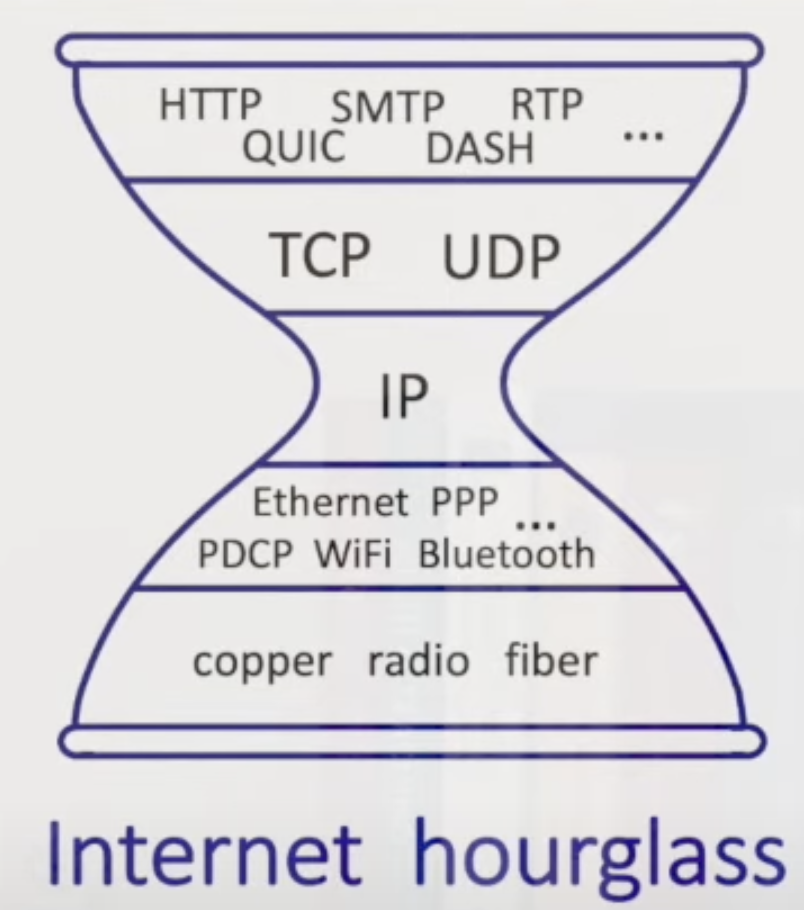 HTTP SMTP RTP
QUIC DASH ...
TCP UDP
IP
Ethernet PPP ...
PDCP WiFi Bluetooth
copper radio fiber
Internet hourglass